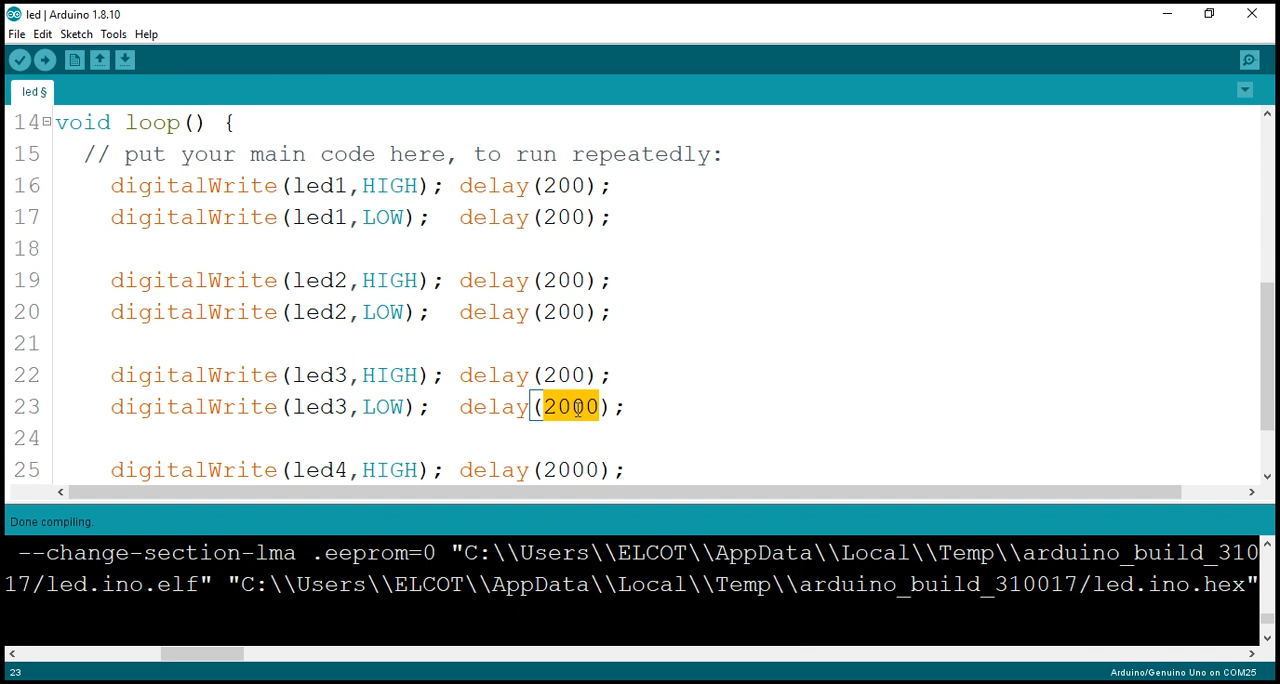 led | Arduino 1.8.10
File Edit Sketch Tools Help
led §
14 void loop() {
15 // put your main code here, to run repeatedly:
16 digitalWrite(led1,HIGH); delay(200);
17 digitalWrite(led1,LOW); delay(200);
18
19 digitalWrite(led2,HIGH); delay(200);
20 digitalWrite(led2,LOW); delay(200);
21
22 digitalWrite(led3,HIGH); delay(200);
23 digitalWrite(led3,LOW); delay(2000);
24
25 digitalWrite(led4,HIGH); delay(2000);
Done compiling.
--change-section-lma .eeprom=0 "C:\\Users\\ELCOT\\AppData\\Local\\Temp\\arduino_build_310
17/led.ino.elf" "C:\\Users\\ELCOT\\AppData\\Local\\Temp\\arduino_build_310017/led.ino.hex"
23 Arduino/Genuino Uno on COM25